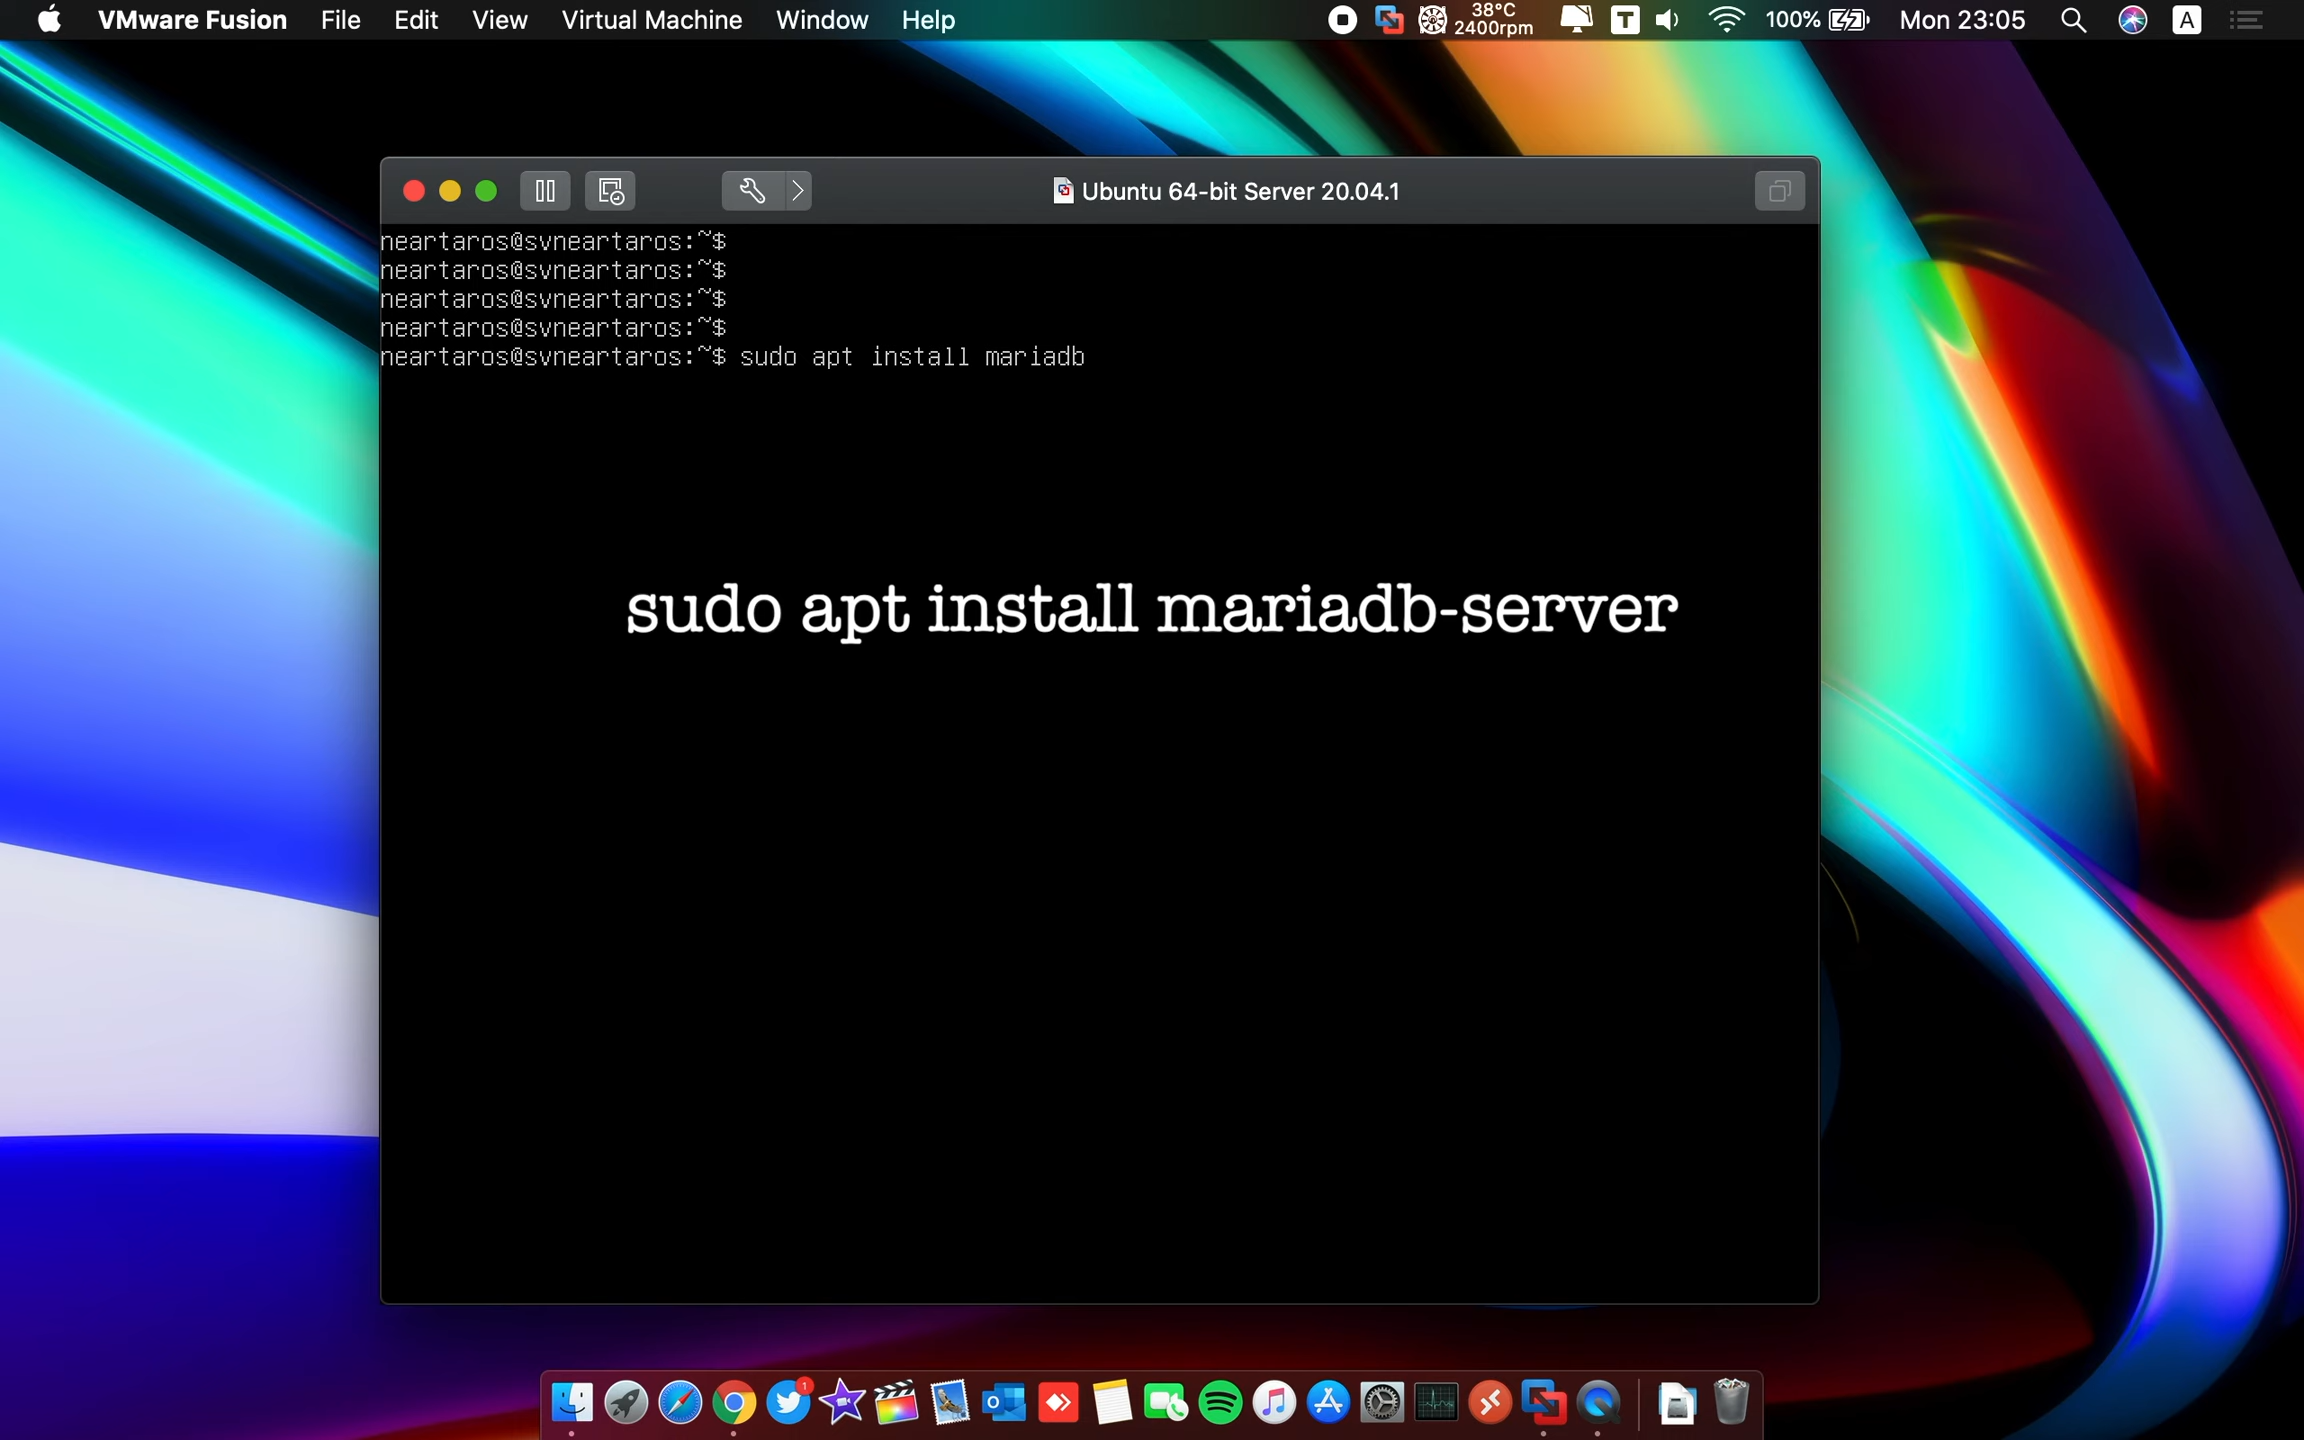 VMware Fusion File Edit View Virtual Machine Window Help 38°C 100% Mon 23:05 A
2400rpm
T
Ubuntu 64-bit Server 20.04.1
neartaros@svneartaros:~$
neartaros@svneartaros:~$
neartaros@svneartaros:~$
neartaros@svneartaros:~$
neartaros@svneartaros:~$ sudo apt install mariadb
sudo apt install mariadb-server
1